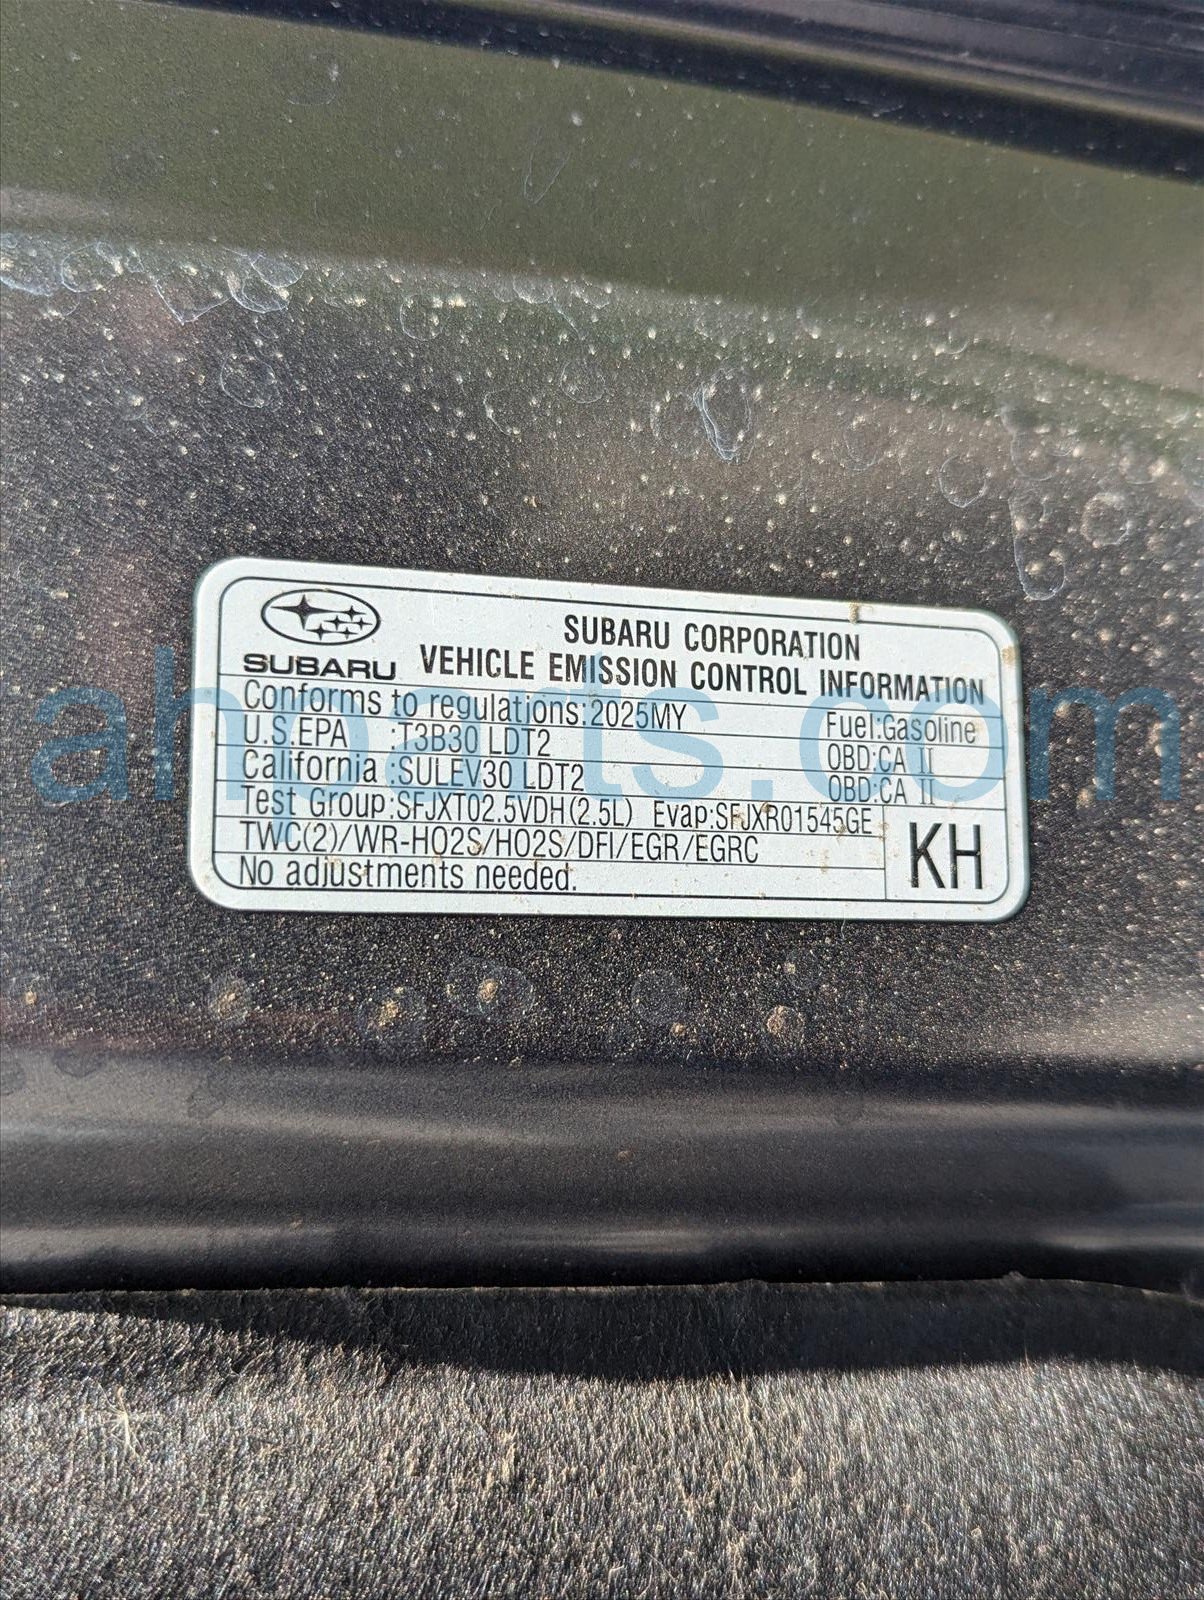 SUBARU CORPORATION
SUBARU VEHICLE EMISSION CONTROL INFORMATION
Conforms to regulations:2025MY Fuel:Gasoline
U.S.EPA :T3B30 LDT2 OBD:CA II
California :SULEV30 LDT2 OBD:CA II
Test Group:SFJXT02.5VDH(2.5L) Evap:SFJXR01545GE
TWC(2)/WR-HO2S/HO2S/DFI/EGR/EGRC
KH
No adjustments needed.
ahparts.com